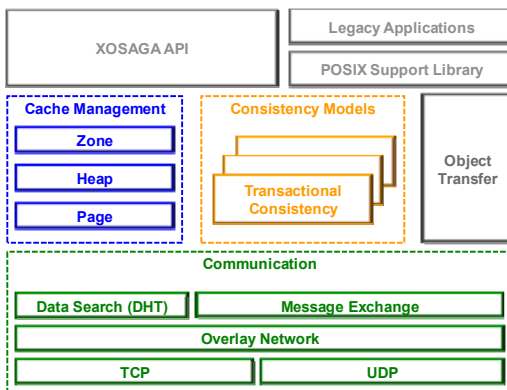 XOSAGA API
Legacy Applications
POSIX Support Library
Cache Management
Zone
Heap
Page
Consistency Models
Transactional
Consistency
Object
Transfer
Communication
Data Search (DHT)
Message Exchange
Overlay Network
TCP
UDP